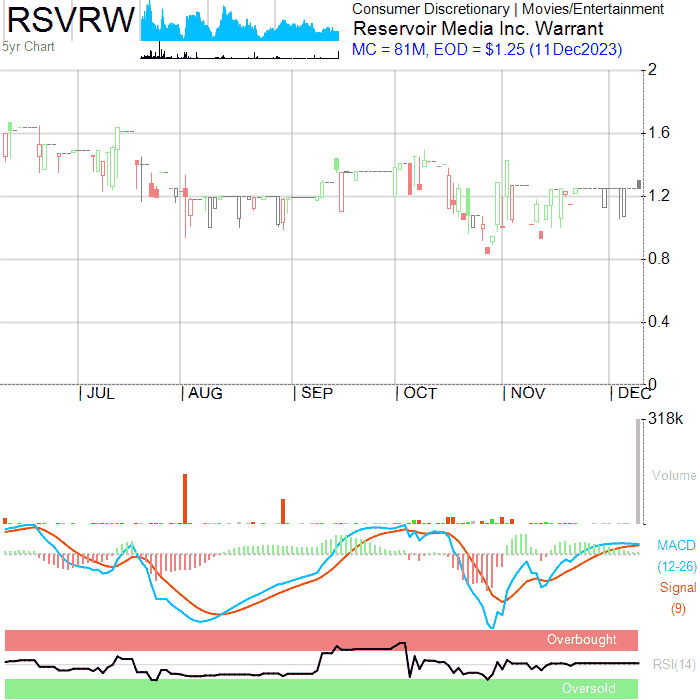 RSVRW
5yr Chart
Consumer Discretionary | Movies/Entertainment
Reservoir Media Inc. Warrant
MC = 81M, EOD = $1.25 (11Dec2023)
2
1.6
1.2
0.8
0.4
0
| JUL | AUG | SEP | OCT | NOV | DEC
318k
Volume
MACD
(12-26)
Signal
(9)
Overbought
RSI(14)
Oversold